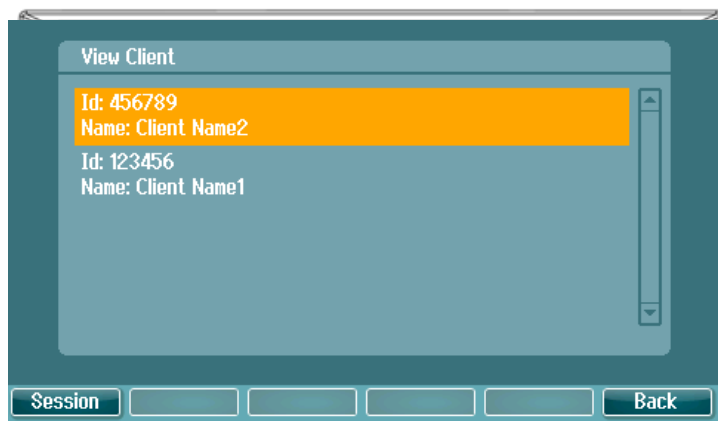 View Client
Id: 456789
Name: Client Name2
Id: 123456
Name: Client Name1
Session
Back